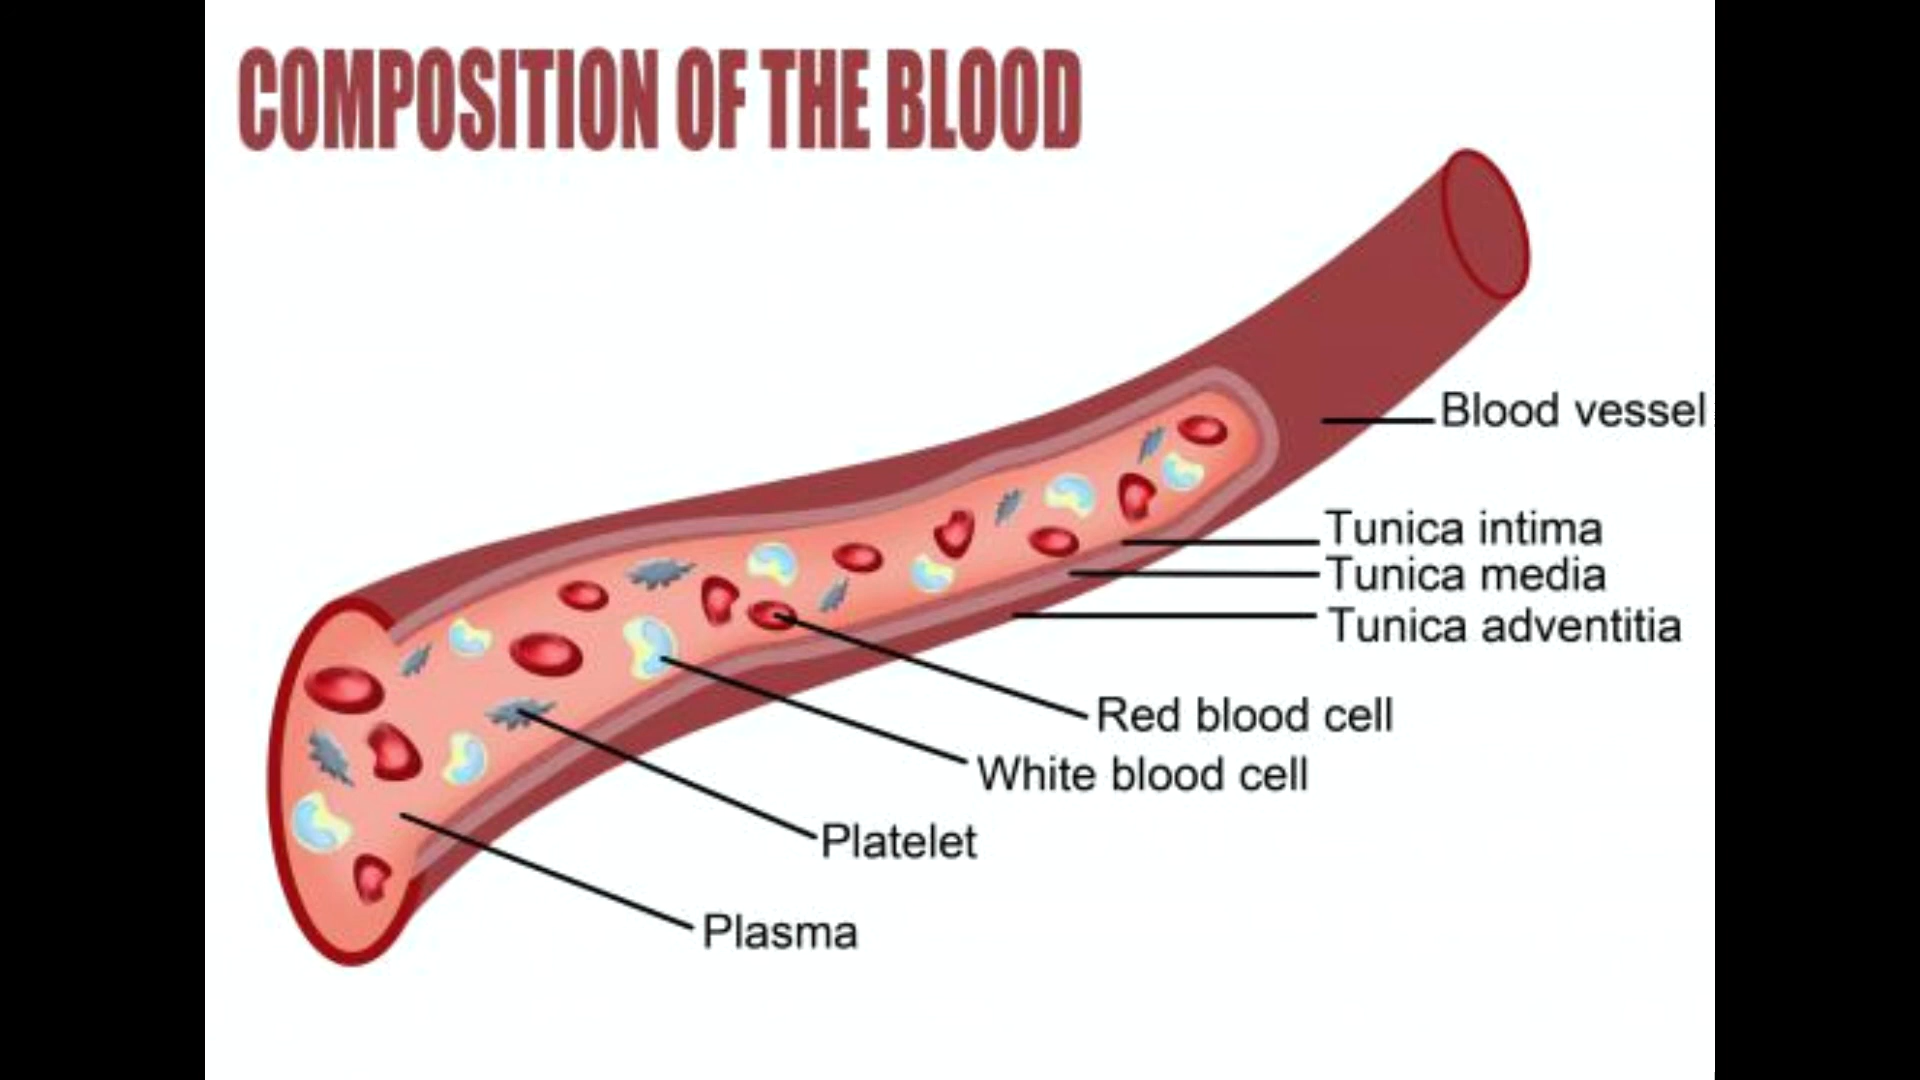 COMPOSITION OF THE BLOOD
Blood vessel
Tunica intima
Tunica media
Tunica adventitia
Red blood cell
White blood cell
Platelet
Plasma